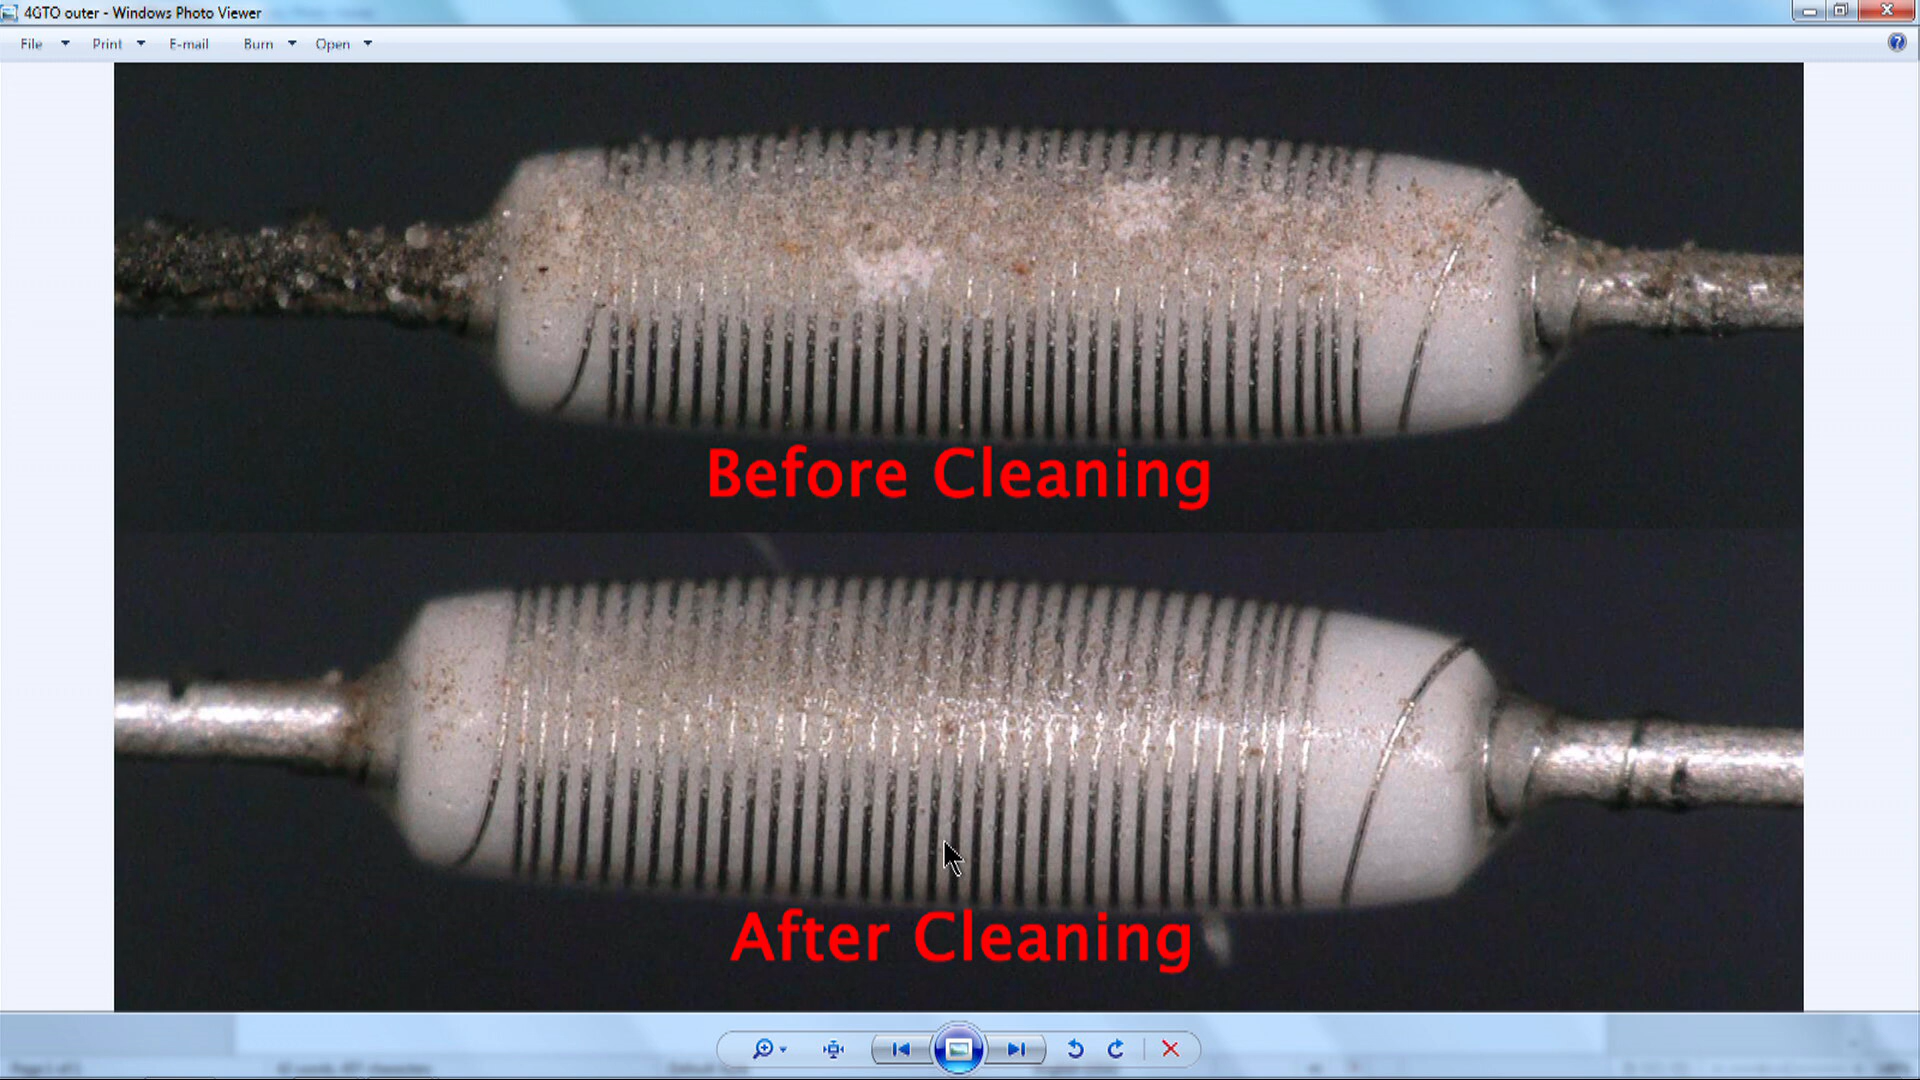 4GTO outer - Windows Photo Viewer
File Print E-mail Burn Open
Before Cleaning
After Cleaning